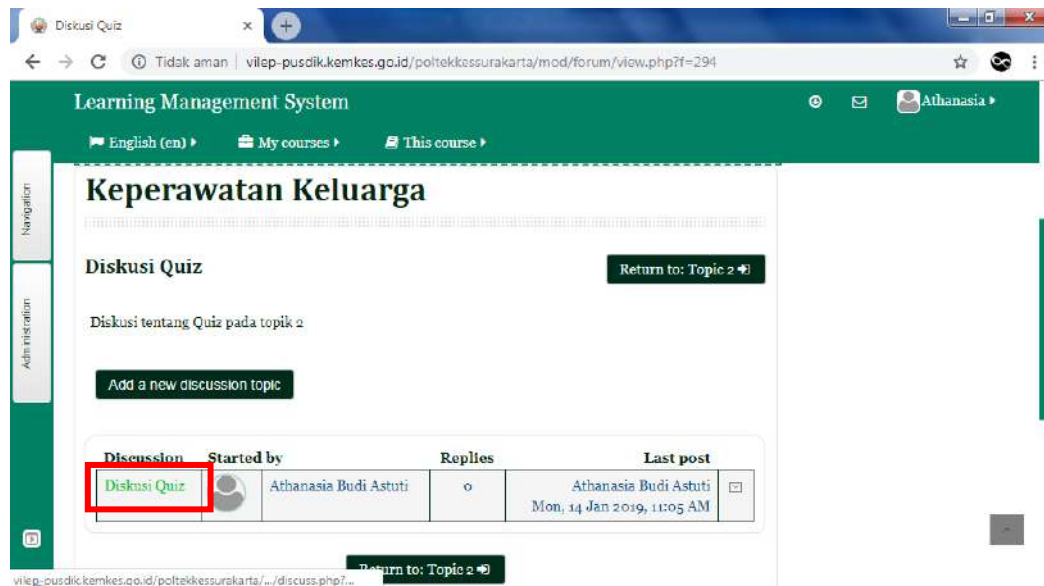 Diskusi Quiz
Tidak aman | vilep-pusdik.kemkes.go.id/poltekkessurakarta/mod/forum/view.php?f=294
Learning Management System
Athanasia
English (en) My courses This course
Navigation
Administration
Keperawatan Keluarga
Diskusi Quiz
Return to: Topic 2
Diskusi tentang Quiz pada topik 2
Add a new discussion topic
Discussion Started by Replies Last post
Diskusi Quiz Athanasia Budi Astuti 0 Athanasia Budi Astuti
Mon, 14 Jan 2019, 11:05 AM
Return to: Topic 2
vilep-pusdik.kemkes.go.id/poltekkessurakarta/.../discuss.php?...